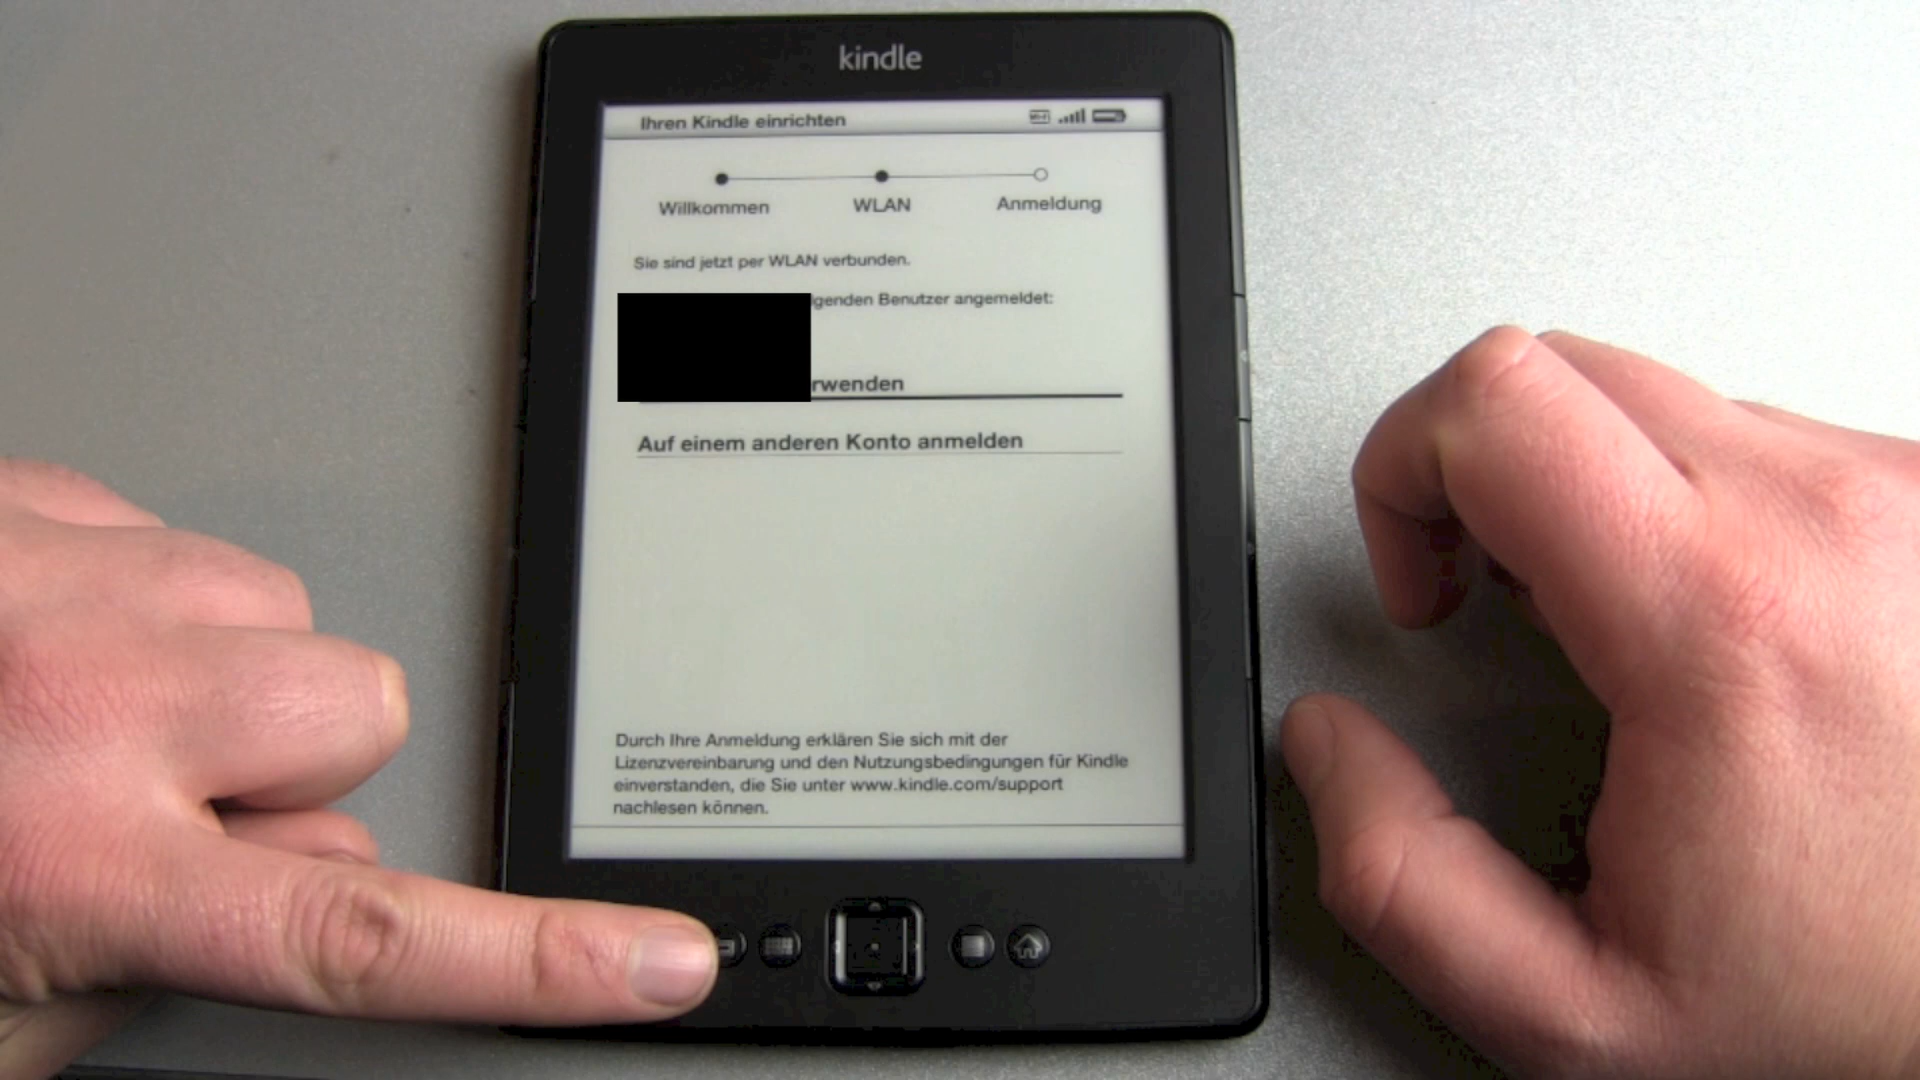 kindle
Ihren Kindle einrichten
Willkommen WLAN Anmeldung
Sie sind jetzt per WLAN verbunden.
Benutzer angemeldet:
Auf einem anderen Konto anmelden
Durch Ihre Anmeldung erklären Sie sich mit der
Lizenzvereinbarung und den Nutzungsbedingungen für Kindle
einverstanden, die Sie unter www.kindle.com/support
nachlesen können.